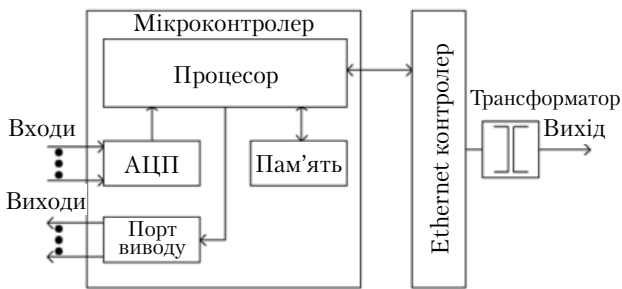 Мікроконтролер
Процесор
Входи
АЦП
Пам’ять
Виходи
Порт
виводу
Ethernet контролер
Трансформатор
Вихід